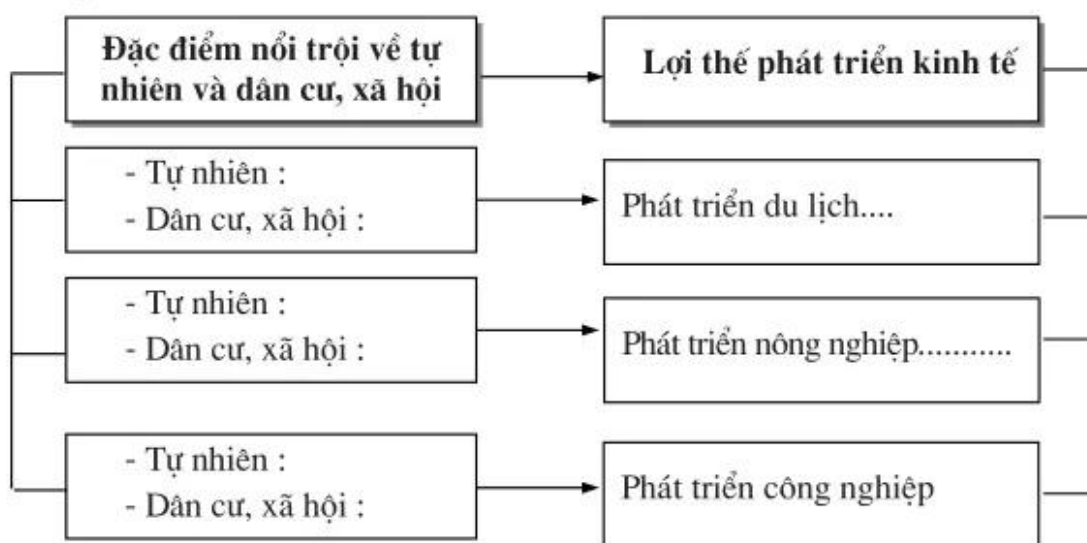 Đặc điểm nổi trội về tự
nhiên và dân cư, xã hội
Lợi thế phát triển kinh tế
- Tự nhiên :
- Dân cư, xã hội :
Phát triển du lịch....
- Tự nhiên :
- Dân cư, xã hội :
Phát triển nông nghiệp...........
- Tự nhiên :
- Dân cư, xã hội :
Phát triển công nghiệp